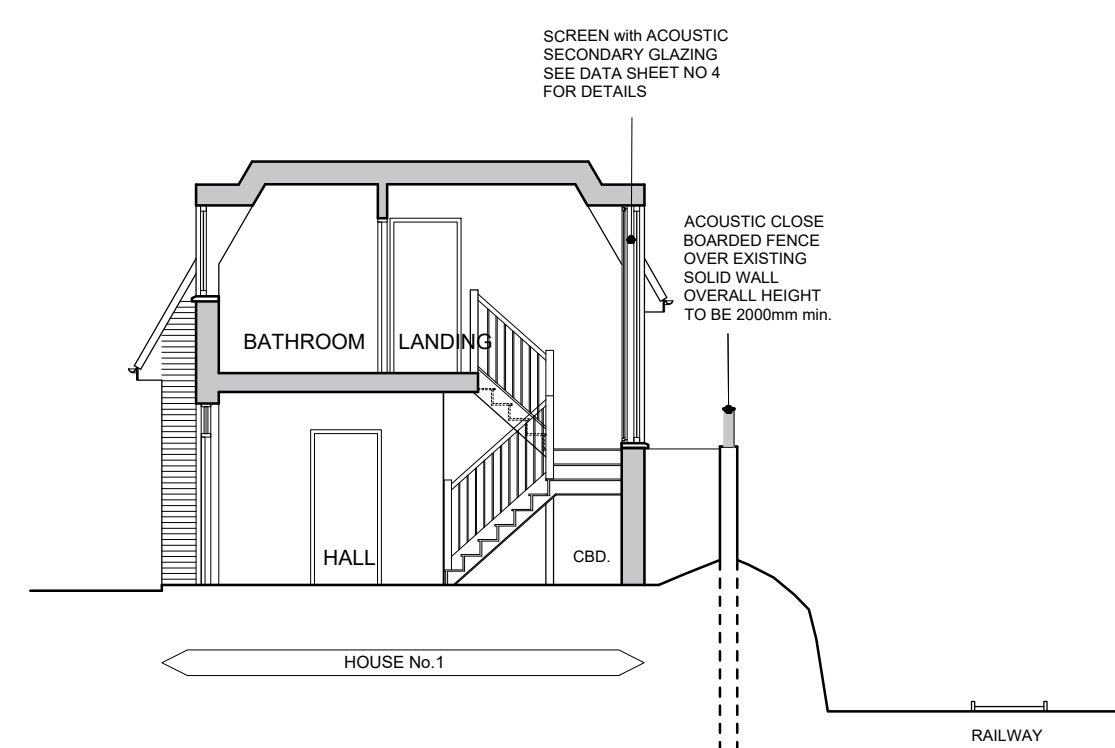 SCREEN with ACOUSTIC
SECONDARY GLAZING
SEE DATA SHEET NO 4
FOR DETAILS
ACOUSTIC CLOSE
BOARDED FENCE
OVER EXISTING
SOLID WALL
OVERALL HEIGHT
TO BE 2000mm min.
BATHROOM
LANDING
HALL
CBD.
HOUSE No.1
RAILWAY